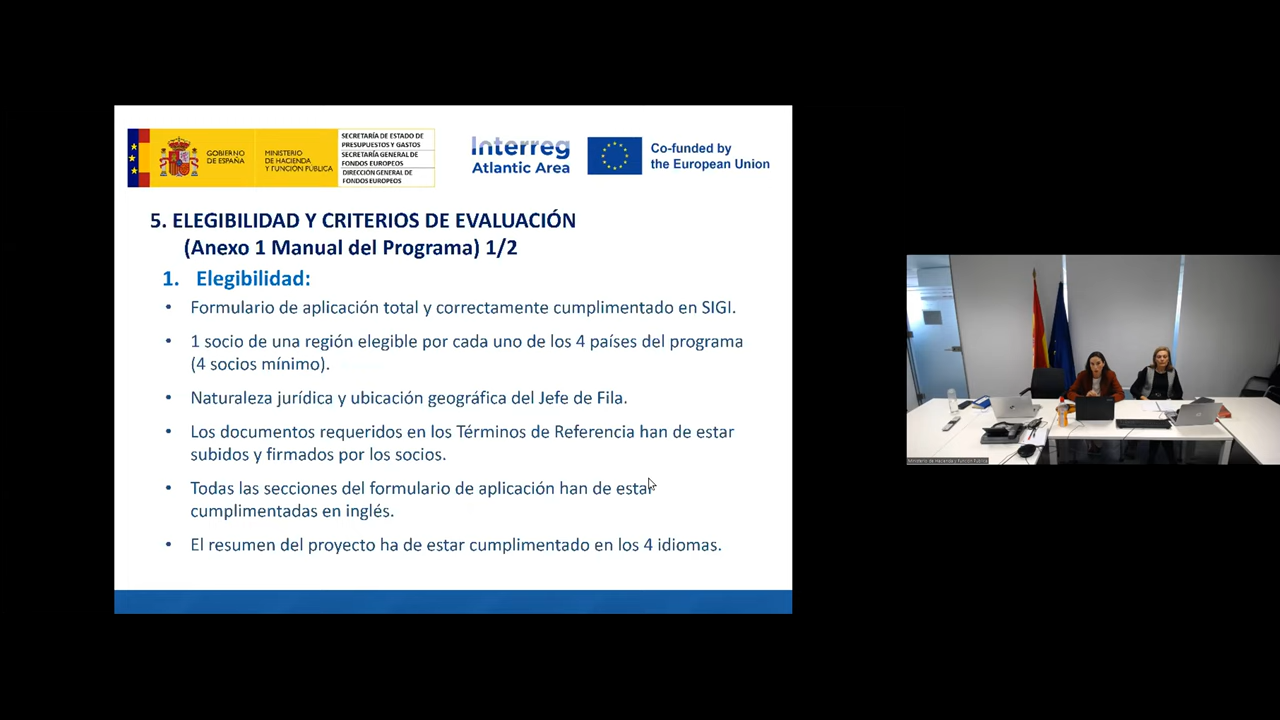 GOBIERNO
DE ESPAÑA
MINISTERIO
DE HACIENDA
Y FUNCIÓN PÚBLICA
SECRETARÍA DE ESTADO DE
PRESUPUESTOS Y GASTOS
SECRETARÍA GENERAL DE
FONDOS EUROPEOS
DIRECCIÓN GENERAL DE
FONDOS EUROPEOS
Interreg
Atlantic Area
Co-funded by
the European Union
5. ELEGIBILIDAD Y CRITERIOS DE EVALUACIÓN
(Anexo 1 Manual del Programa) 1/2
1. Elegibilidad:
• Formulario de aplicación total y correctamente cumplimentado en SIGI.
• 1 socio de una región elegible por cada uno de los 4 países del programa
(4 socios mínimo).
• Naturaleza jurídica y ubicación geográfica del Jefe de Fila.
• Los documentos requeridos en los Términos de Referencia han de estar
subidos y firmados por los socios.
• Todas las secciones del formulario de aplicación han de estar
cumplimentadas en inglés.
• El resumen del proyecto ha de estar cumplimentado en los 4 idiomas.
Ministerio de Hacienda y Función Pública